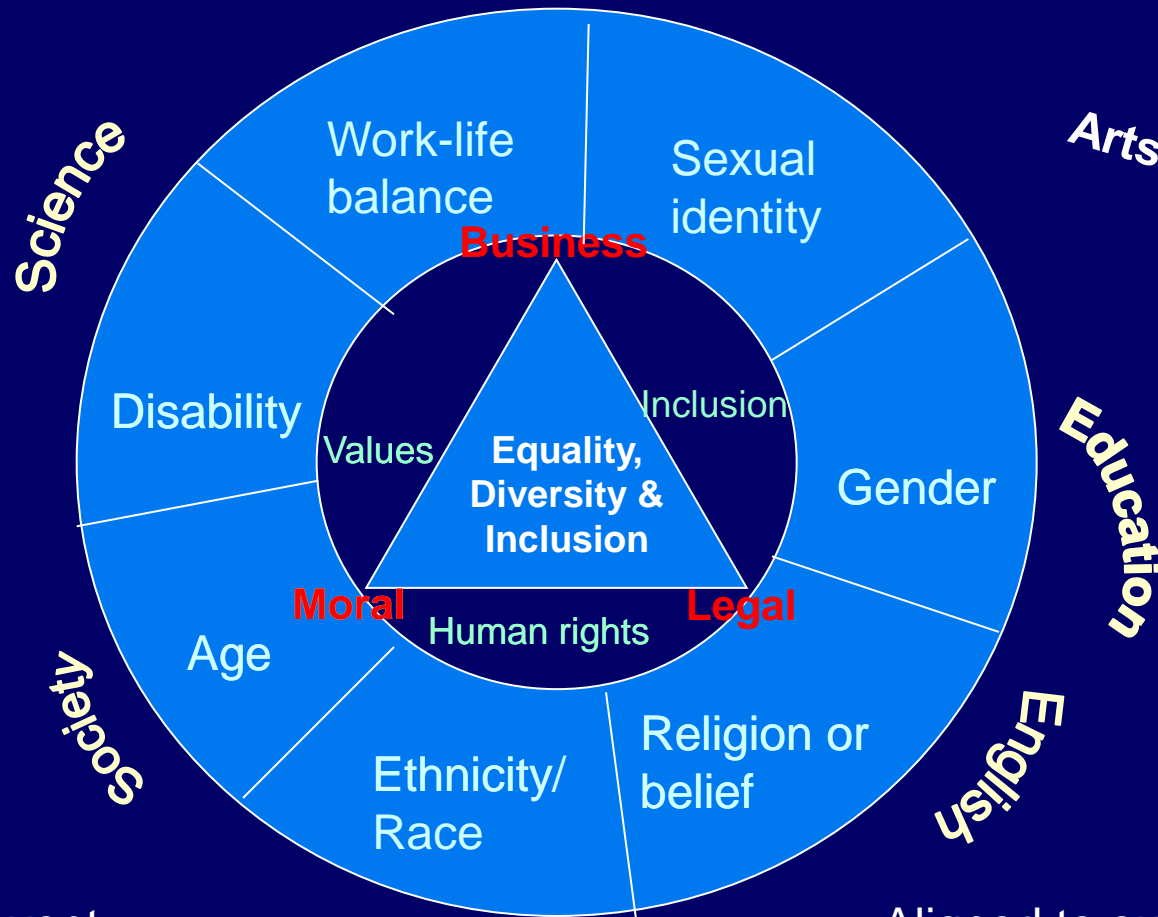 Science
Arts
Work-life
balance
Sexual
identity
Business
Disability
Values
Inclusion
Equality,
Diversity &
Inclusion
Gender
Education
Moral
Legal
Human rights
Age
Society
Ethnicity/
Race
Religion or
belief
English